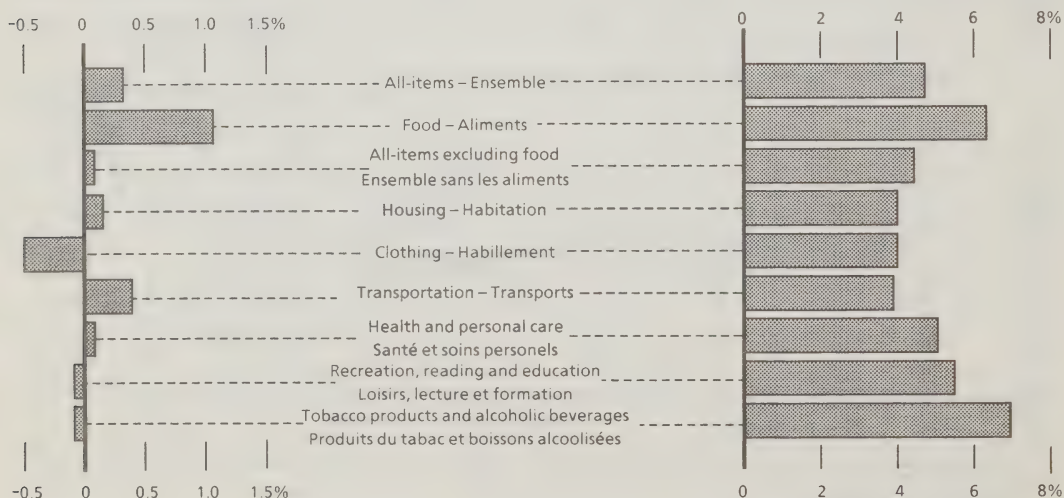 -0.5 0 0.5 1.0 1.5%
0 2 4 6 8%
All-items – Ensemble
Food – Aliments
All-items excluding food
Ensemble sans les aliments
Housing – Habitation
Clothing – Habillement
Transportation – Transports
Health and personal care
Santé et soins personels
Recreation, reading and education
Loisirs, lecture et formation
Tobacco products and alcoholic beverages
Produits du tabac et boissons alcoolisées
-0.5 0 0.5 1.0 1.5%
0 2 4 6 8%